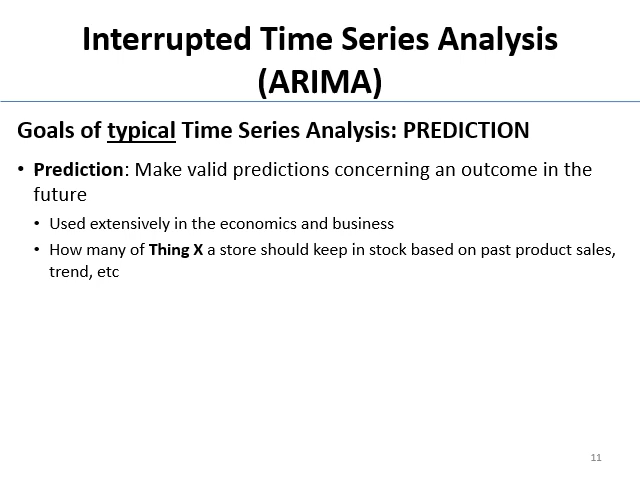 Interrupted Time Series Analysis
(ARIMA)
Goals of typical Time Series Analysis: PREDICTION
• Prediction: Make valid predictions concerning an outcome in the
future
• Used extensively in the economics and business
• How many of Thing X a store should keep in stock based on past product sales,
trend, etc
11